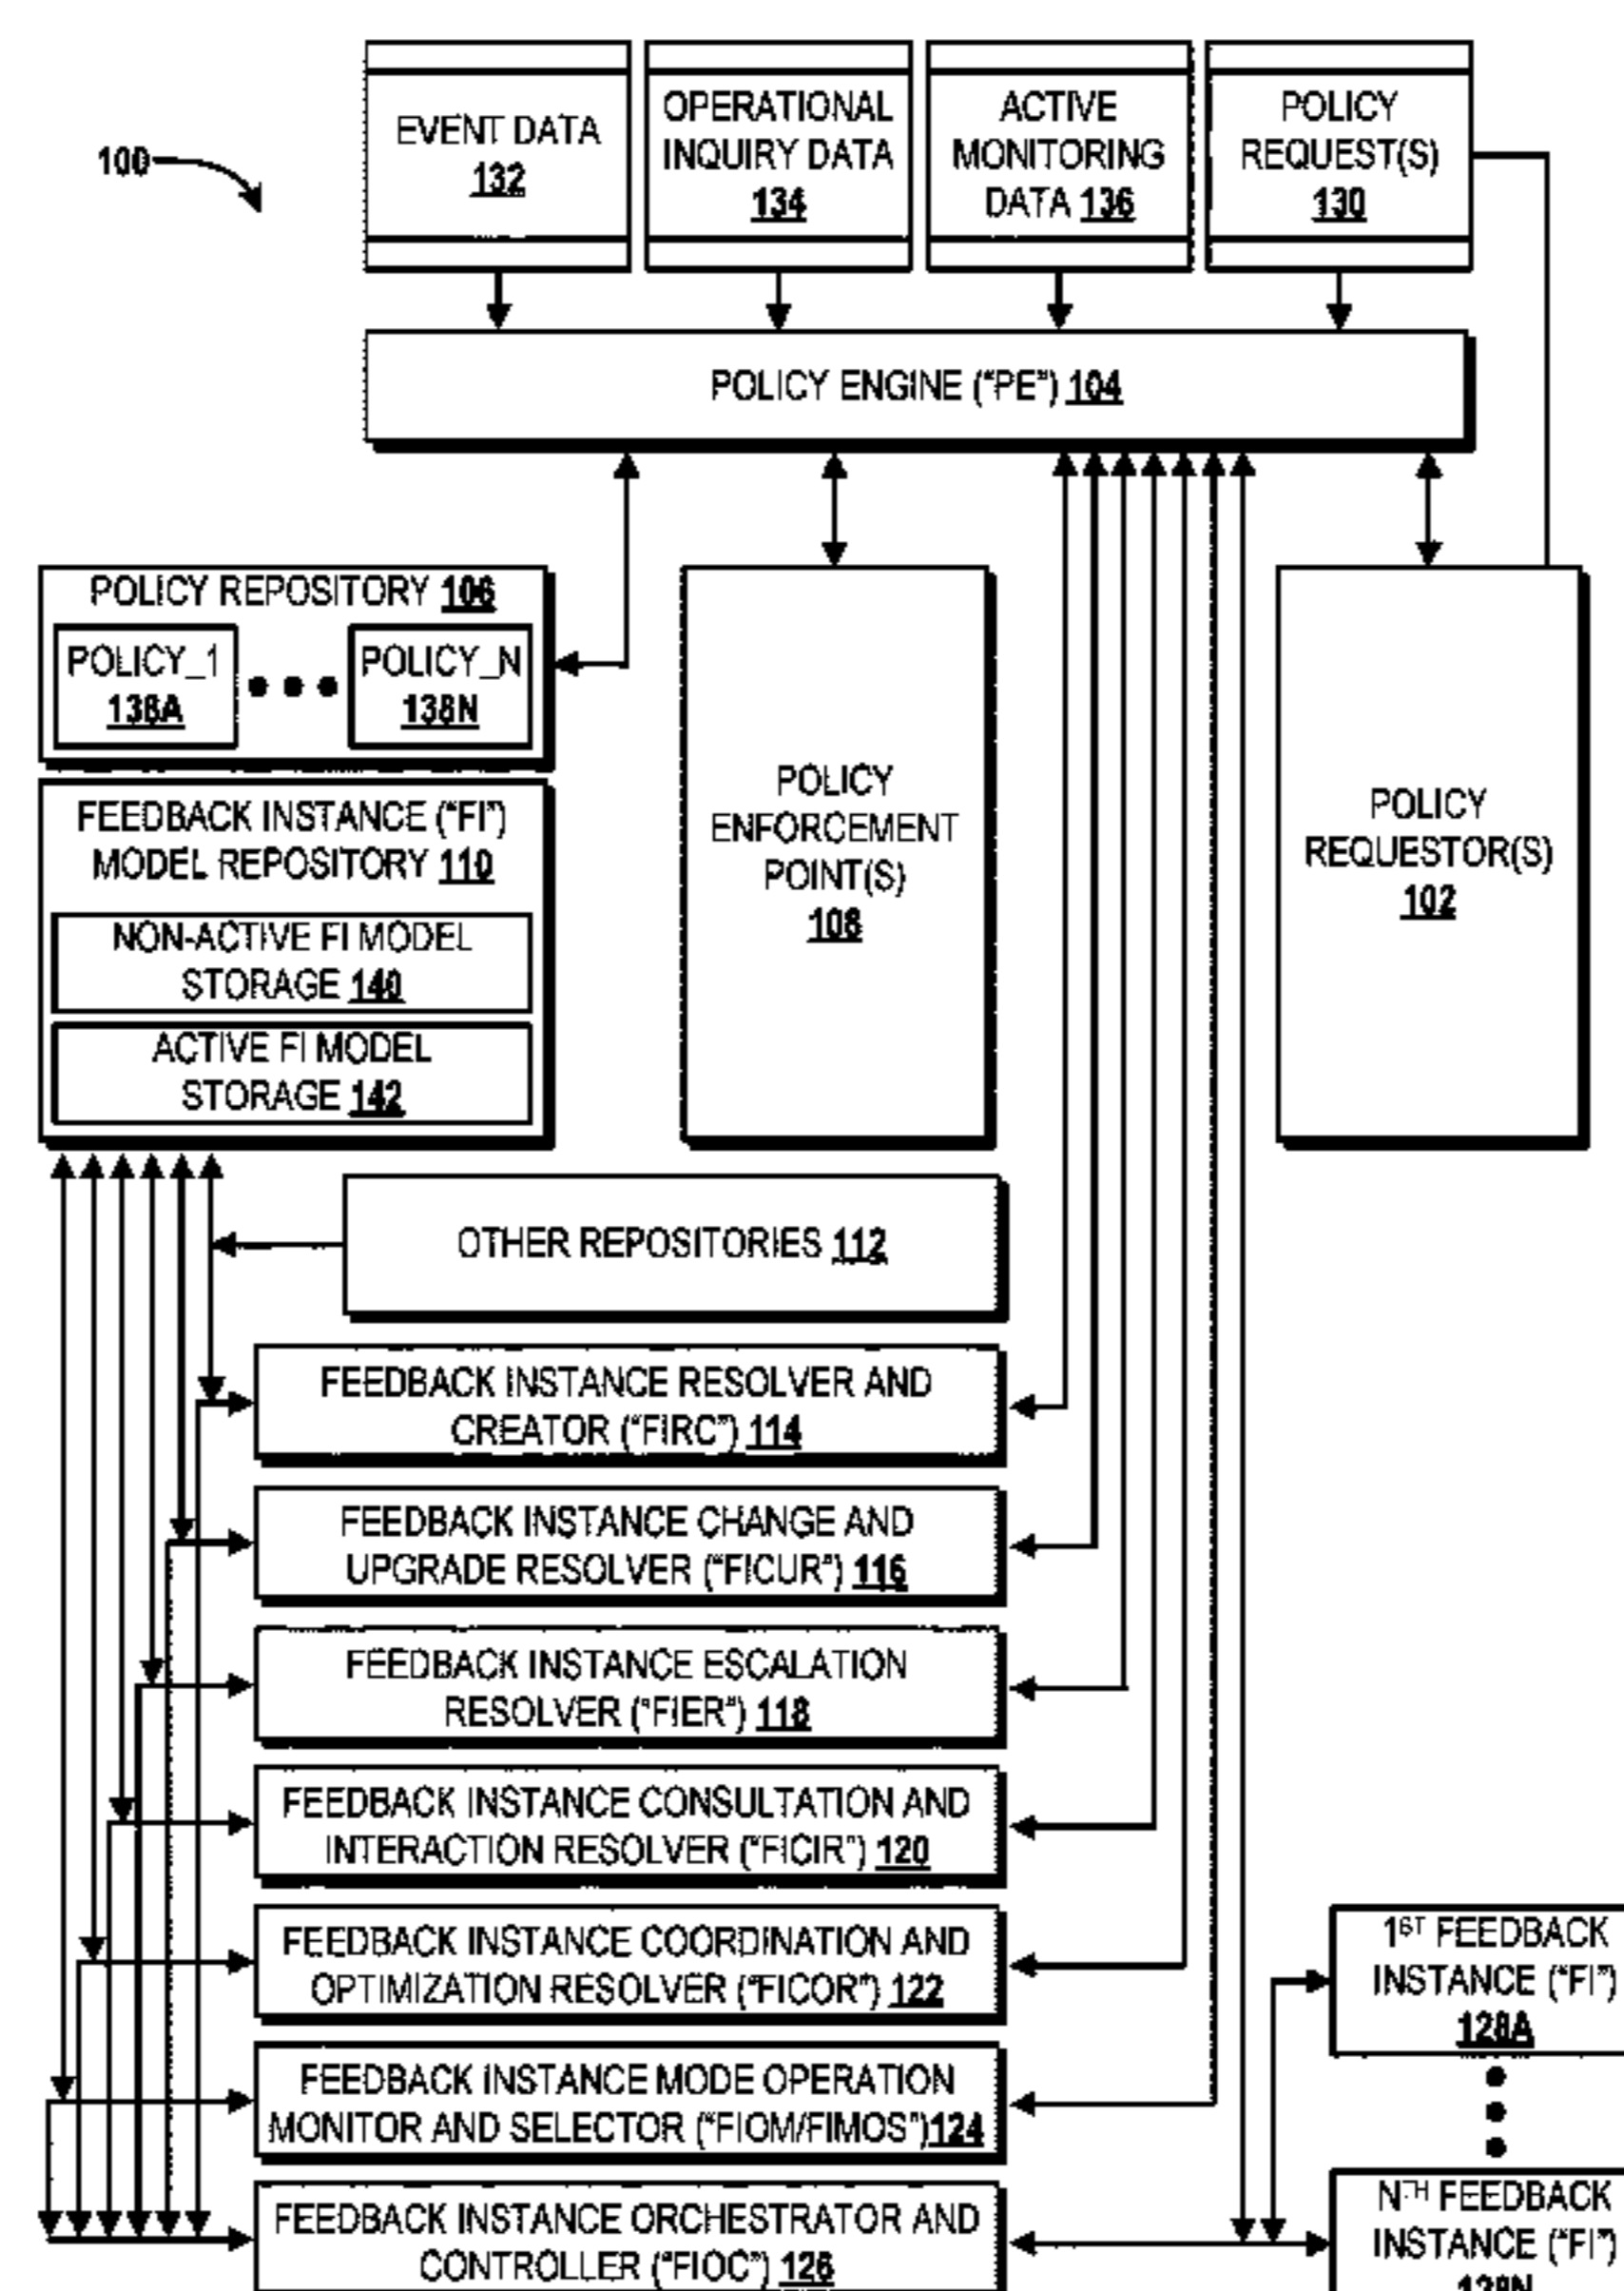 100
EVENT DATA
132
OPERATIONAL
INQUIRY DATA
134
ACTIVE
MONITORING
DATA 136
POLICY
REQUEST(S)
130
POLICY ENGINE ("PE") 104
POLICY REPOSITORY 106
POLICY_1
138A
POLICY_N
138N
FEEDBACK INSTANCE ("FI")
MODEL REPOSITORY 110
NON-ACTIVE FI MODEL
STORAGE 140
ACTIVE FI MODEL
STORAGE 142
POLICY
ENFORCEMENT
POINT(S)
108
POLICY
REQUESTOR(S)
102
OTHER REPOSITORIES 112
FEEDBACK INSTANCE RESOLVER AND
CREATOR ("FIRC") 114
FEEDBACK INSTANCE CHANGE AND
UPGRADE RESOLVER ("FICUR") 116
FEEDBACK INSTANCE ESCALATION
RESOLVER ("FIER") 118
FEEDBACK INSTANCE CONSULTATION AND
INTERACTION RESOLVER ("FICIR") 120
FEEDBACK INSTANCE COORDINATION AND
OPTIMIZATION RESOLVER ("FICOR") 122
FEEDBACK INSTANCE MODE OPERATION
MONITOR AND SELECTOR ("FIOM/FIMOS") 124
FEEDBACK INSTANCE ORCHESTRATOR AND
CONTROLLER ("FIOC") 126
1ST FEEDBACK
INSTANCE ("FI")
128A
NTH FEEDBACK
INSTANCE ("FI")
128N